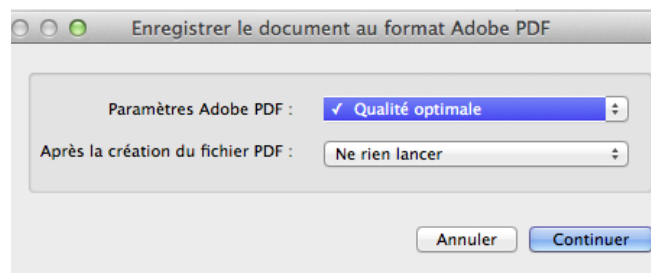 Enregistrer le document au format Adobe PDF
Paramètres Adobe PDF : ✓ Qualité optimale
Après la création du fichier PDF : Ne rien lancer
Annuler Continuer